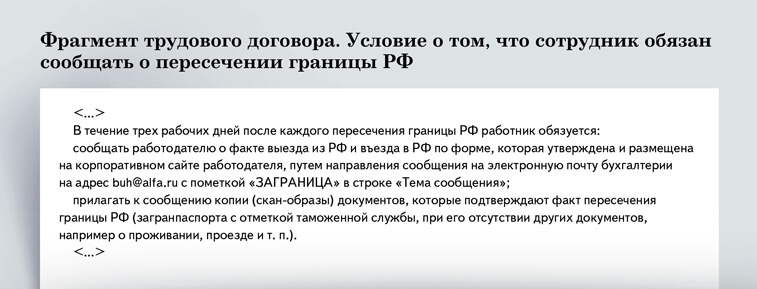 Фрагмент трудового договора. Условие о том, что сотрудник обязан
сообщать о пересечении границы РФ
<...>
В течение трех рабочих дней после каждого пересечения границы РФ работник обязуется:
сообщать работодателю о факте выезда из РФ и въезда в РФ по форме, которая утверждена и размещена
на корпоративном сайте работодателя, путем направления сообщения на электронную почту бухгалтерии
на адрес buh@alfa.ru с пометкой «ЗАГРАНИЦА» в строке «Тема сообщения»;
прилагать к сообщению копии (скан-образы) документов, которые подтверждают факт пересечения
границы РФ (загранпаспорта с отметкой таможенной службы, при его отсутствии других документов,
например о проживании, проезде и т. п.).
<...>